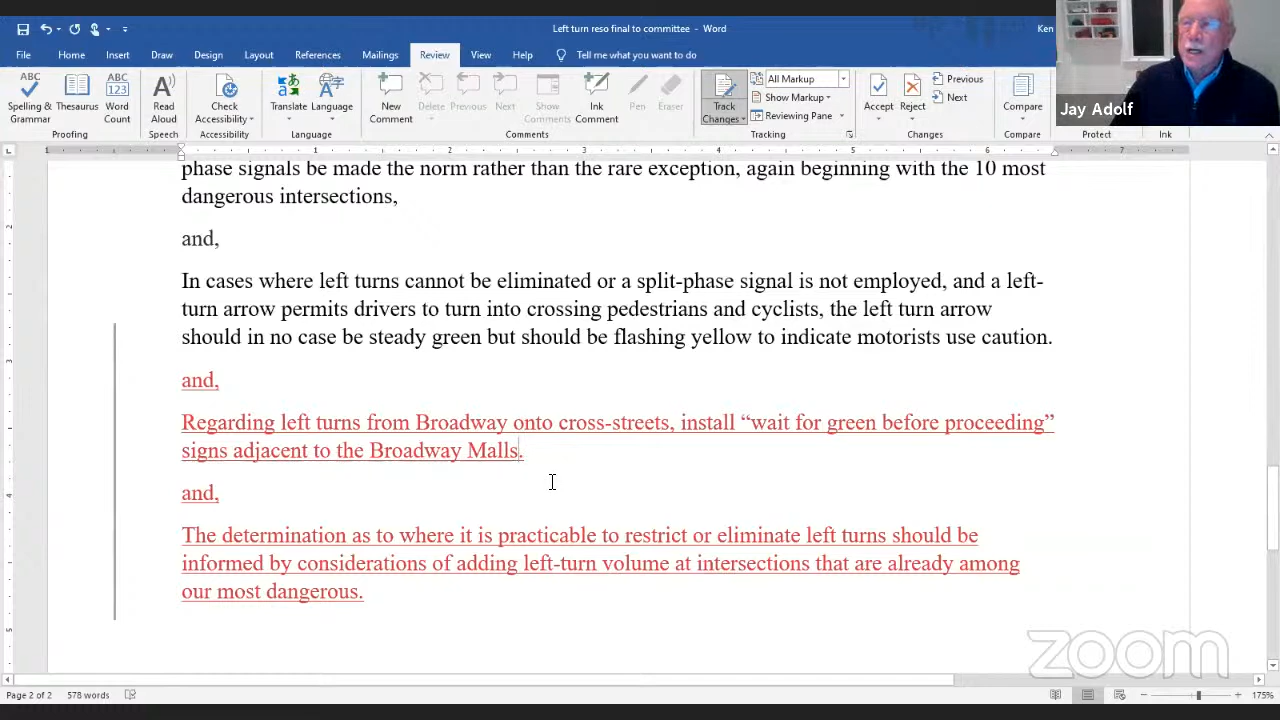 Left turn reso final to committee - Word
Ken
File Home Insert Draw Design Layout References Mailings Review View Help Tell me what you want to do
Spelling & Grammar
Thesaurus
Word Count
Read Aloud
Check Accessibility
Translate
Language
New Comment
Delete
Previous
Next
Show Comments
Ink Comment
Pen
Eraser
Track Changes
All Markup
Show Markup
Reviewing Pane
Accept
Reject
Previous
Next
Compare
Proofing Speech Accessibility Language Comments Tracking Changes Compare Protect Ink
Jay Adolf
phase signals be made the norm rather than the rare exception, again beginning with the 10 most
dangerous intersections,
and,
In cases where left turns cannot be eliminated or a split-phase signal is not employed, and a left-
turn arrow permits drivers to turn into crossing pedestrians and cyclists, the left turn arrow
should in no case be steady green but should be flashing yellow to indicate motorists use caution.
and,
Regarding left turns from Broadway onto cross-streets, install “wait for green before proceeding”
signs adjacent to the Broadway Malls.
and,
The determination as to where it is practicable to restrict or eliminate left turns should be
informed by considerations of adding left-turn volume at intersections that are already among
our most dangerous.
zoom
Page 2 of 2 578 words
175%